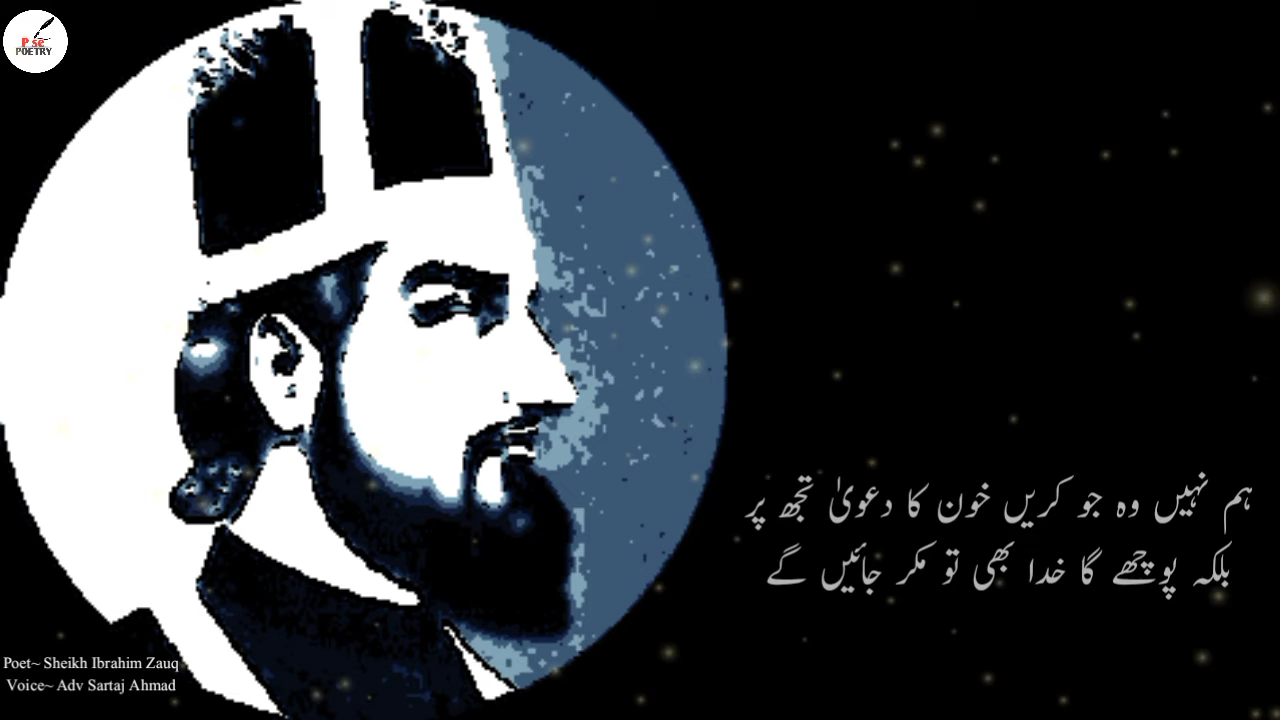 P se
POETRY
ہم نہیں وہ جو کریں خون کا دعویٰ تجھ پر
بلکہ پوچھے گا خدا بھی تو مکر جائیں گے
Poet~ Sheikh Ibrahim Zauq
Voice~ Adv Sartaj Ahmad